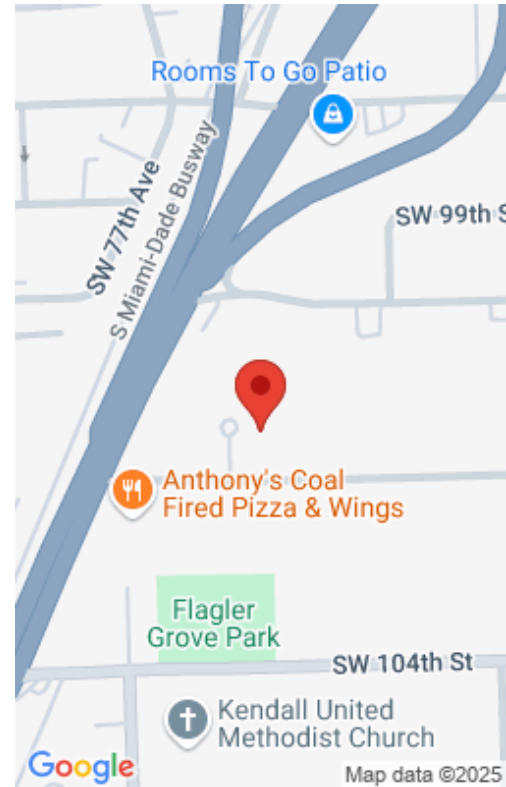 Rooms To Go Patio
SW 77th Ave
S Miami-Dade Busway
SW 99th S
Anthony's Coal
Fired Pizza & Wings
Flagler
Grove Park
SW 104th St
Kendall United
Methodist Church
Google
Map data ©2025